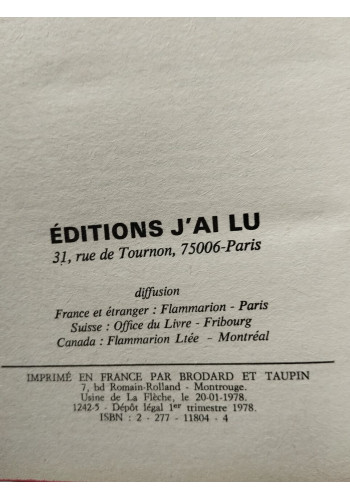 ÉDITIONS J'AI LU
31, rue de Tournon, 75006-Paris
diffusion
France et étranger : Flammarion - Paris
Suisse : Office du Livre - Fribourg
Canada : Flammarion Ltée - Montréal
IMPRIMÉ EN FRANCE PAR BRODARD ET TAUPIN
7, bd Romain-Rolland - Montrouge.
Usine de La Flèche, le 20-01-1978.
1242-5 - Dépôt légal 1er trimestre 1978.
ISBN : 2 - 277 - 11804 - 4